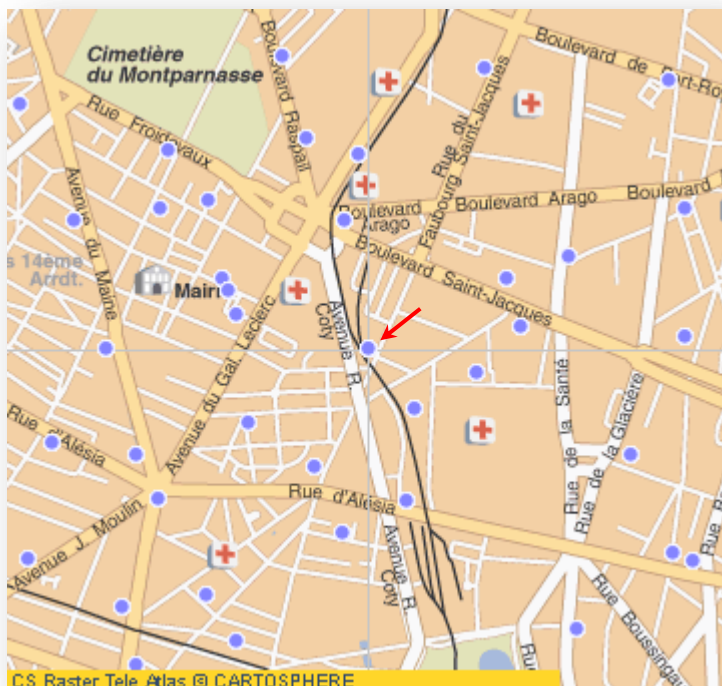 Cimetière
du Montparnasse
Boulevard Raspail
Boulevard de Port-Ro
Rue Froidevaux
Rue du
Faubourg Saint-Jacques
Boulevard
Arago
Boulevard Arago
Boulevard
Avenue du Maine
s 14ème
Arrdt.
Mairi
Boulevard Saint-Jacques
Avenue R.
Coty
Avenue du Gal. Leclerc
Rue de la Santé
Rue de la Glacière
Rue d'Alésia
Rue d'Alésia
Avenue J. Moulin
Avenue R.
Coty
Rue Boussingau
Rue
CS Raster Tele Atlas © CARTOSPHERE